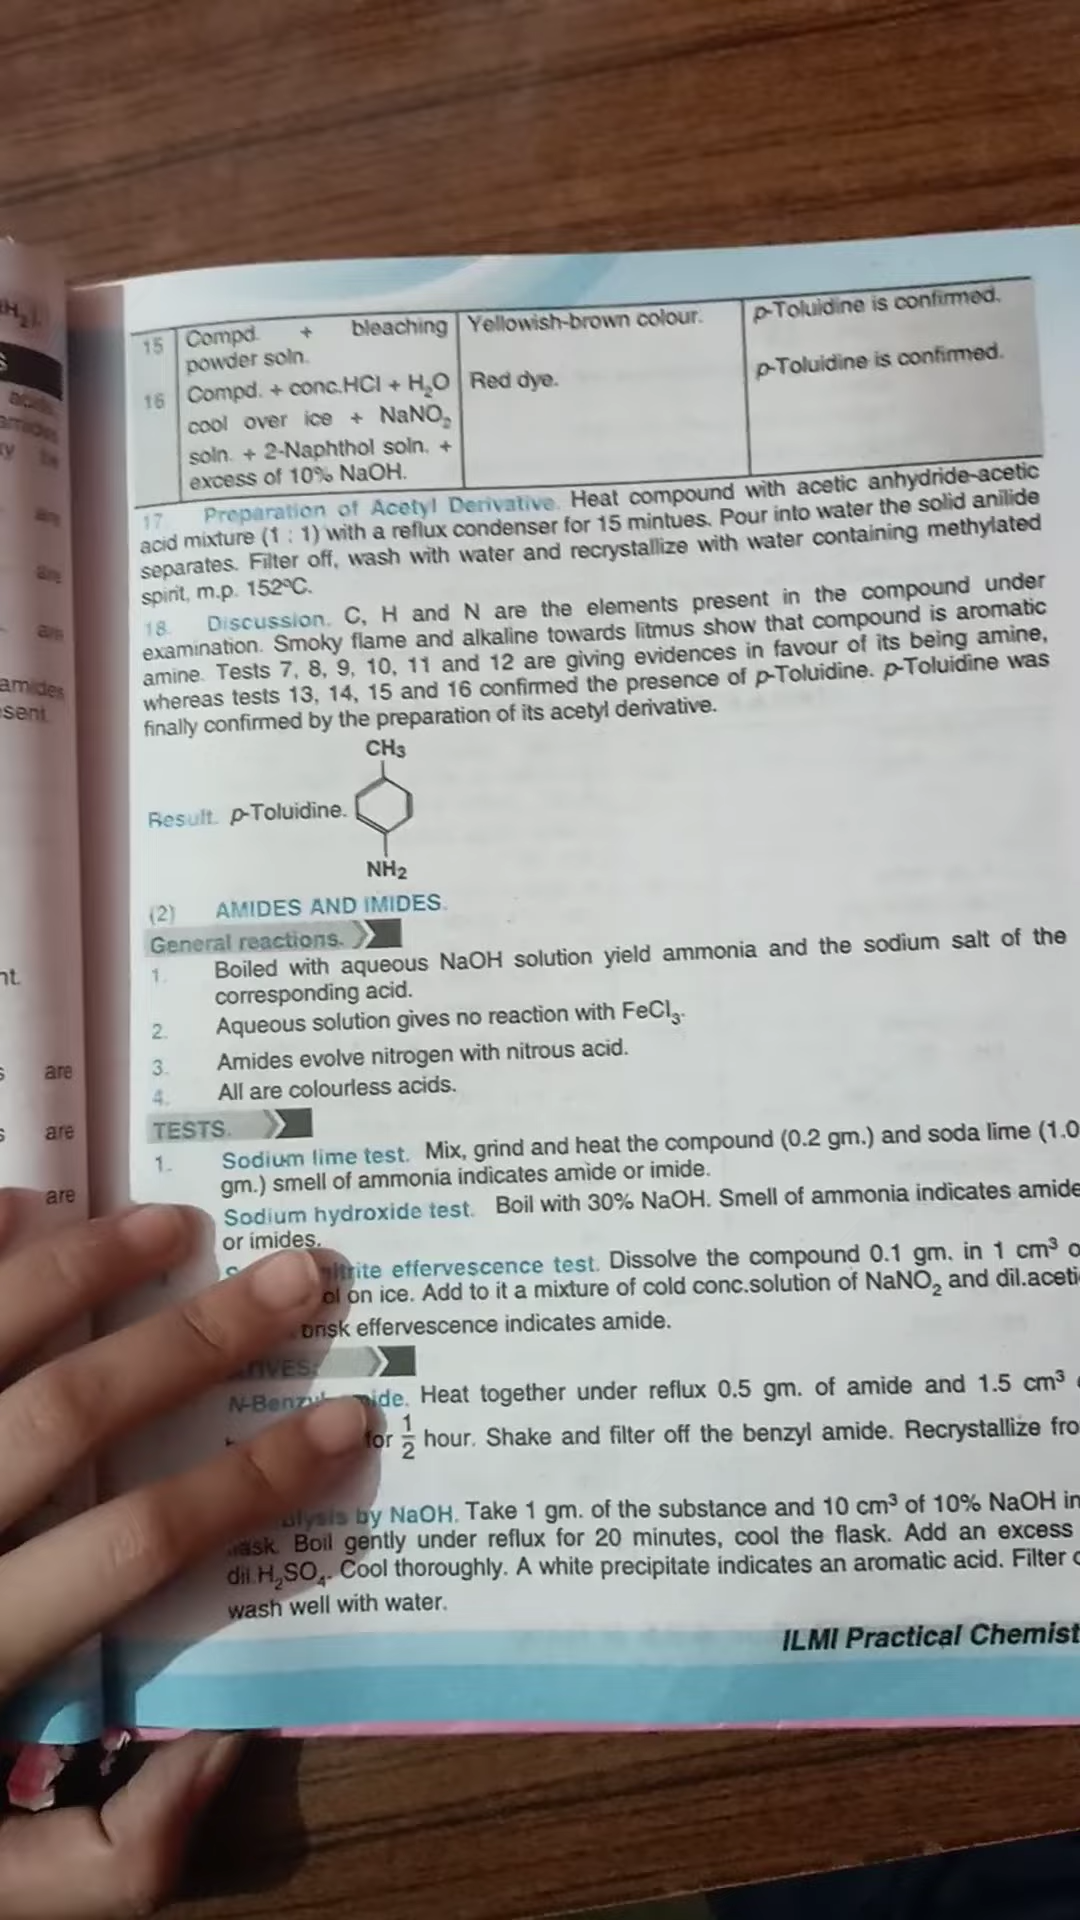 15 Compd. + bleaching Yellowish-brown colour. p-Toluidine is confirmed.
powder soln.
16 Compd. + conc.HCl + H₂O Red dye. p-Toluidine is confirmed.
cool over ice + NaNO₂
soln. + 2-Naphthol soln. +
excess of 10% NaOH.
17. Preparation of Acetyl Derivative. Heat compound with acetic anhydride-acetic
acid mixture (1 : 1) with a reflux condenser for 15 mintues. Pour into water the solid anilide
separates. Filter off, wash with water and recrystallize with water containing methylated
spirit, m.p. 152ºC.
18. Discussion. C, H and N are the elements present in the compound under
examination. Smoky flame and alkaline towards litmus show that compound is aromatic
amine. Tests 7, 8, 9, 10, 11 and 12 are giving evidences in favour of its being amine,
whereas tests 13, 14, 15 and 16 confirmed the presence of p-Toluidine. p-Toluidine was
finally confirmed by the preparation of its acetyl derivative.
CH₃
Result. p-Toluidine.
NH₂
(2) AMIDES AND IMIDES.
General reactions.
1. Boiled with aqueous NaOH solution yield ammonia and the sodium salt of the
corresponding acid.
2. Aqueous solution gives no reaction with FeCl₃.
3. Amides evolve nitrogen with nitrous acid.
4. All are colourless acids.
TESTS.
1. Sodium lime test. Mix, grind and heat the compound (0.2 gm.) and soda lime (1.0
gm.) smell of ammonia indicates amide or imide.
Sodium hydroxide test. Boil with 30% NaOH. Smell of ammonia indicates amide
or imides.
effervescence test. Dissolve the compound 0.1 gm. in 1 cm³
on ice. Add to it a mixture of cold conc.solution of NaNO₂ and dil.
brisk effervescence indicates amide.
Heat together under reflux 0.5 gm. of amide and 1.5 cm³
for 1/2 hour. Shake and filter off the benzyl amide. Recrystallize
by NaOH. Take 1 gm. of the substance and 10 cm³ of 10% NaOH in
Boil gently under reflux for 20 minutes, cool the flask. Add an excess
dil.H₂SO₄. Cool thoroughly. A white precipitate indicates an aromatic acid. Filter
wash well with water.
ILMI Practical
amides
are
are
are